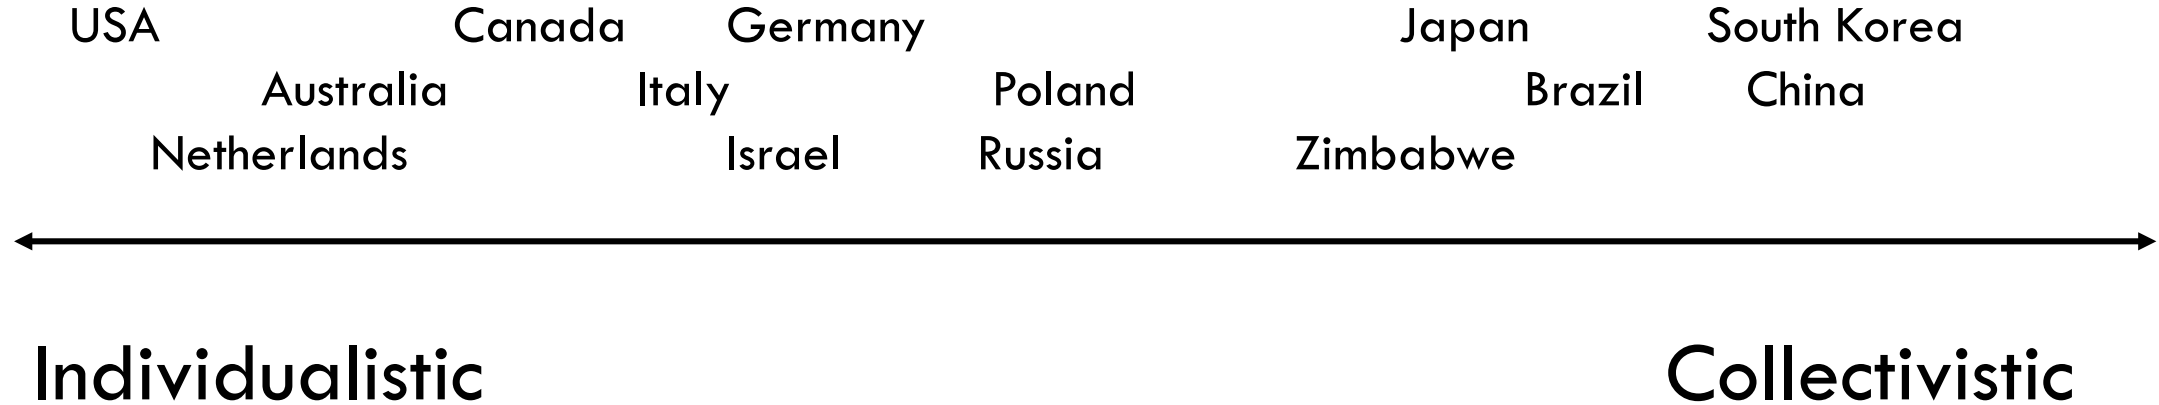 USA Canada Germany Japan South Korea
Australia Italy Poland Brazil China
Netherlands Israel Russia Zimbabwe
Individualistic Collectivistic